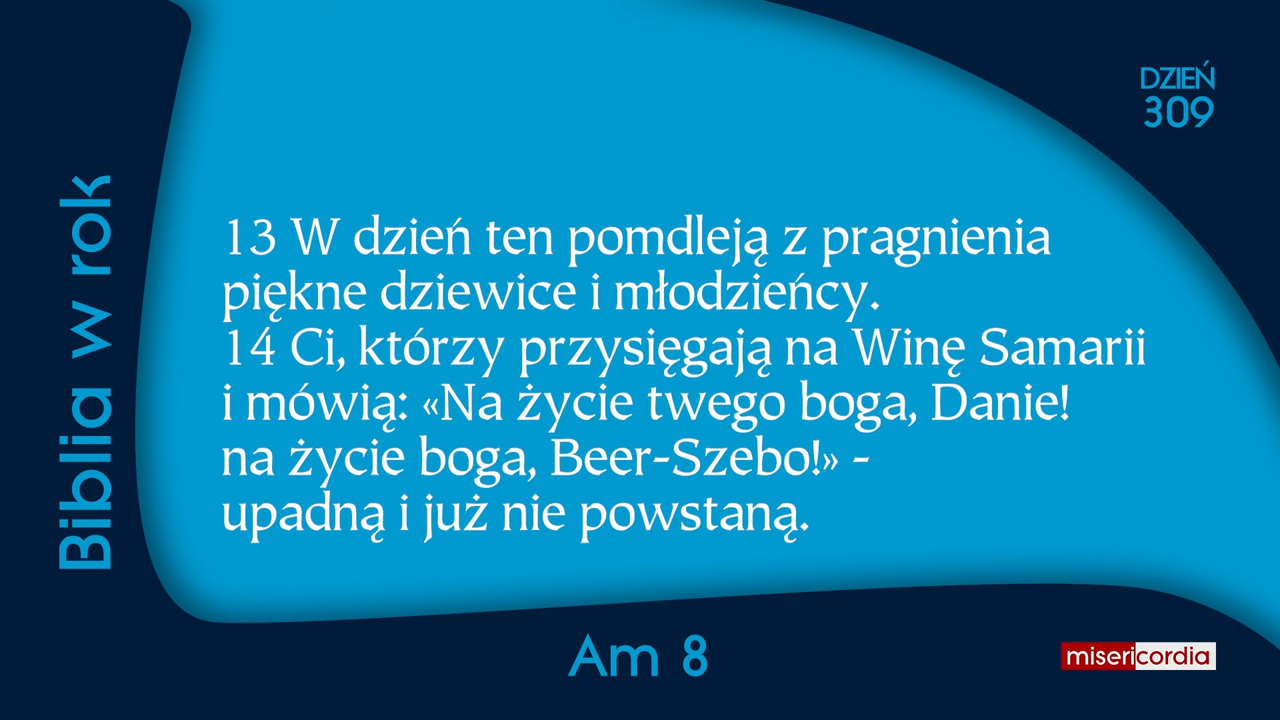 DZIEŃ
309
Biblia w rok
13 W dzień ten pomdleją z pragnienia
piękne dziewice i młodzieńcy.
14 Ci, którzy przysięgają na Winę Samarii
i mówią: «Na życie twego boga, Danie!
na życie boga, Beer-Szebo!» -
upadną i już nie powstaną.
Am 8
misericordia